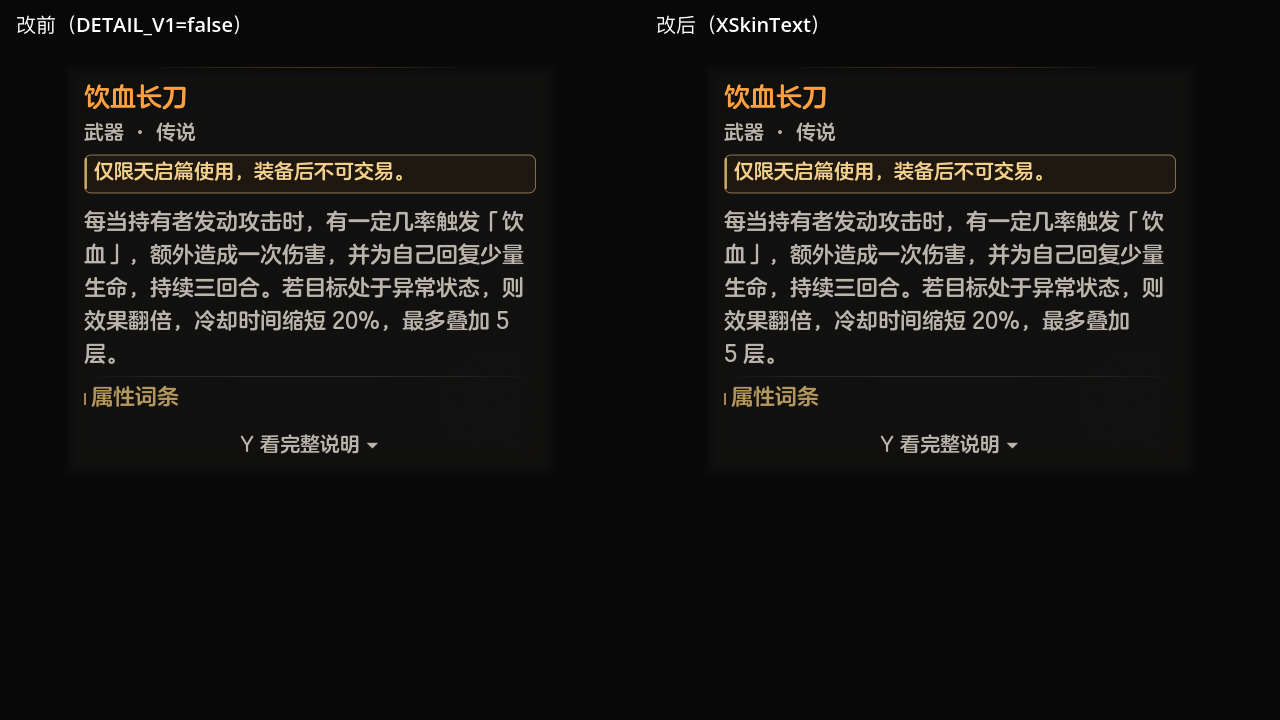 改前（DETAIL_V1=false）
饮血长刀
武器 · 传说
仅限天启篇使用，装备后不可交易。
每当持有者发动攻击时，有一定几率触发「饮
血」，额外造成一次伤害，并为自己回复少量
生命，持续三回合。若目标处于异常状态，则
效果翻倍，冷却时间缩短 20%，最多叠加 5
层。
属性词条
Y 看完整说明
改后（XSkinText）
饮血长刀
武器 · 传说
仅限天启篇使用，装备后不可交易。
每当持有者发动攻击时，有一定几率触发「饮
血」，额外造成一次伤害，并为自己回复少量
生命，持续三回合。若目标处于异常状态，则
效果翻倍，冷却时间缩短 20%，最多叠加
5 层。
属性词条
Y 看完整说明